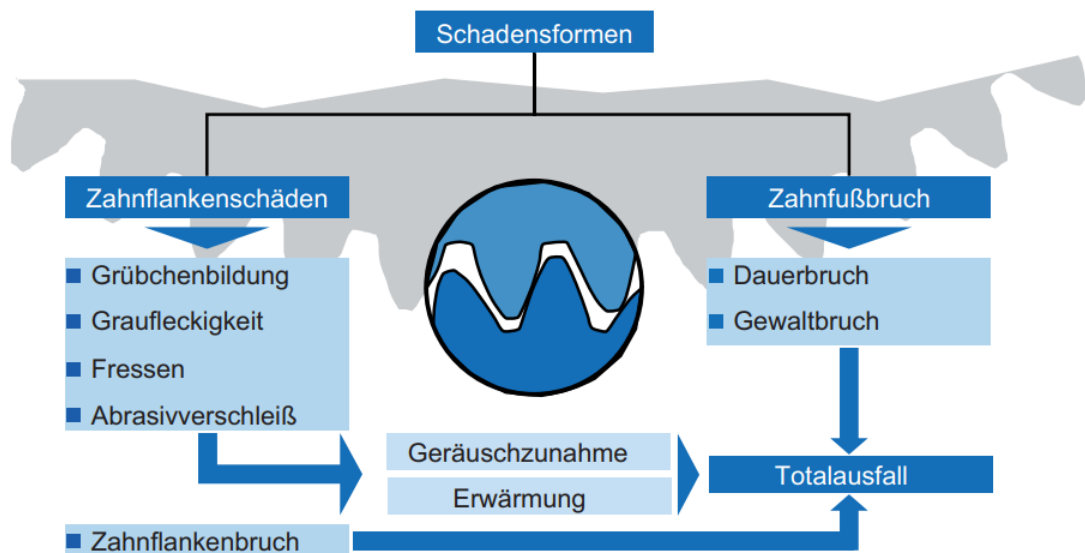 Schadensformen
Zahnflankenschäden
Grübchenbildung
Graufleckigkeit
Fressen
Abrasivverschleiß
Zahnfußbruch
Dauerbruch
Gewaltbruch
Geräuschzunahme
Erwärmung
Totalausfall
Zahnflankenbruch